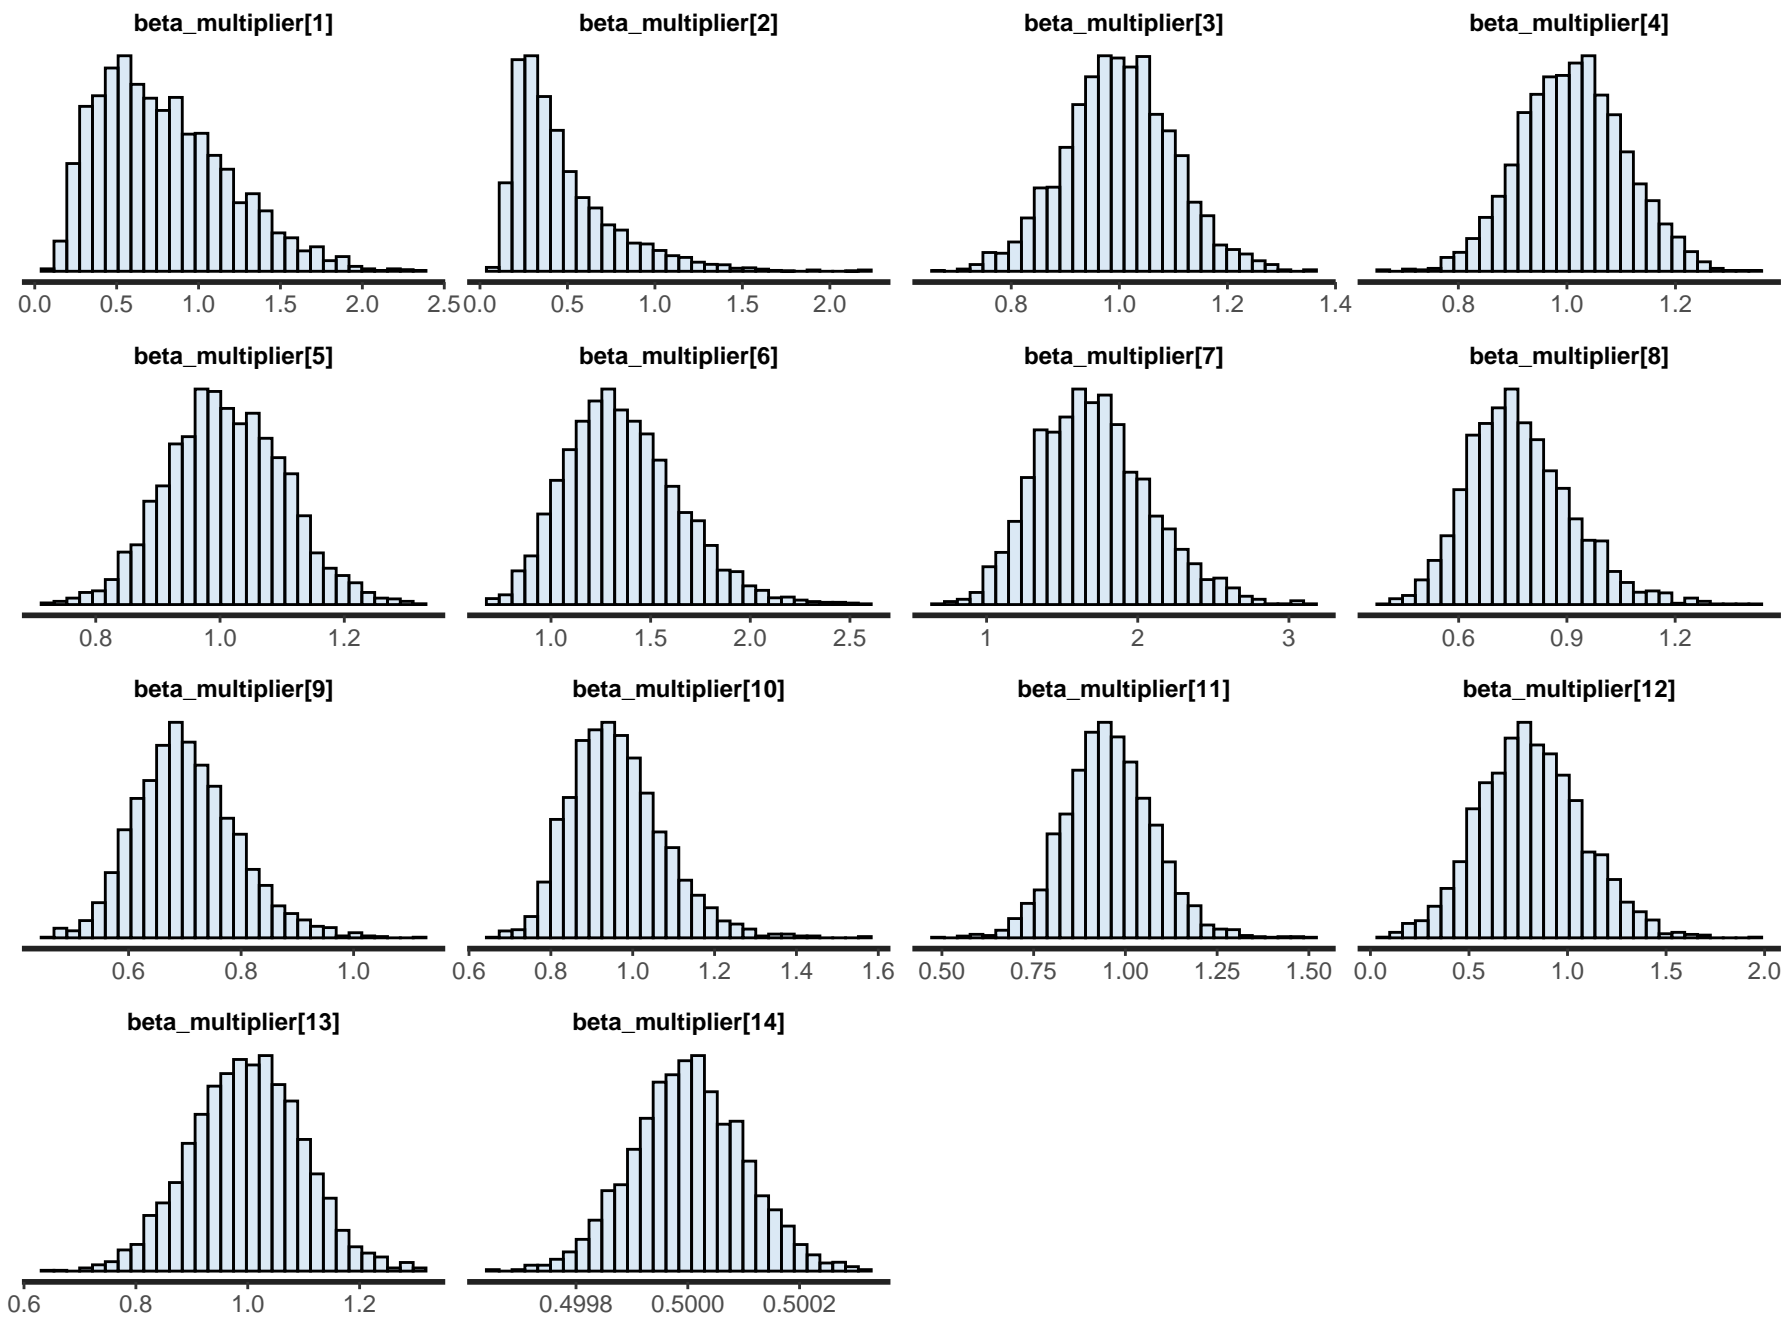 beta_multiplier[1] beta_multiplier[2] beta_multiplier[3] beta_multiplier[4]
0.0 0.5 1.0 1.5 2.0 2.5 0.0 0.5 1.0 1.5 2.0 0.8 1.0 1.2 1.4 0.8 1.0 1.2
beta_multiplier[5] beta_multiplier[6] beta_multiplier[7] beta_multiplier[8]
0.8 1.0 1.2 1.0 1.5 2.0 2.5 1 2 3 0.6 0.9 1.2
beta_multiplier[9] beta_multiplier[10] beta_multiplier[11] beta_multiplier[12]
0.6 0.8 1.0 0.6 0.8 1.0 1.2 1.4 1.6 0.50 0.75 1.00 1.25 1.50 0.0 0.5 1.0 1.5 2.0
beta_multiplier[13] beta_multiplier[14]
0.6 0.8 1.0 1.2 0.4998 0.5000 0.5002